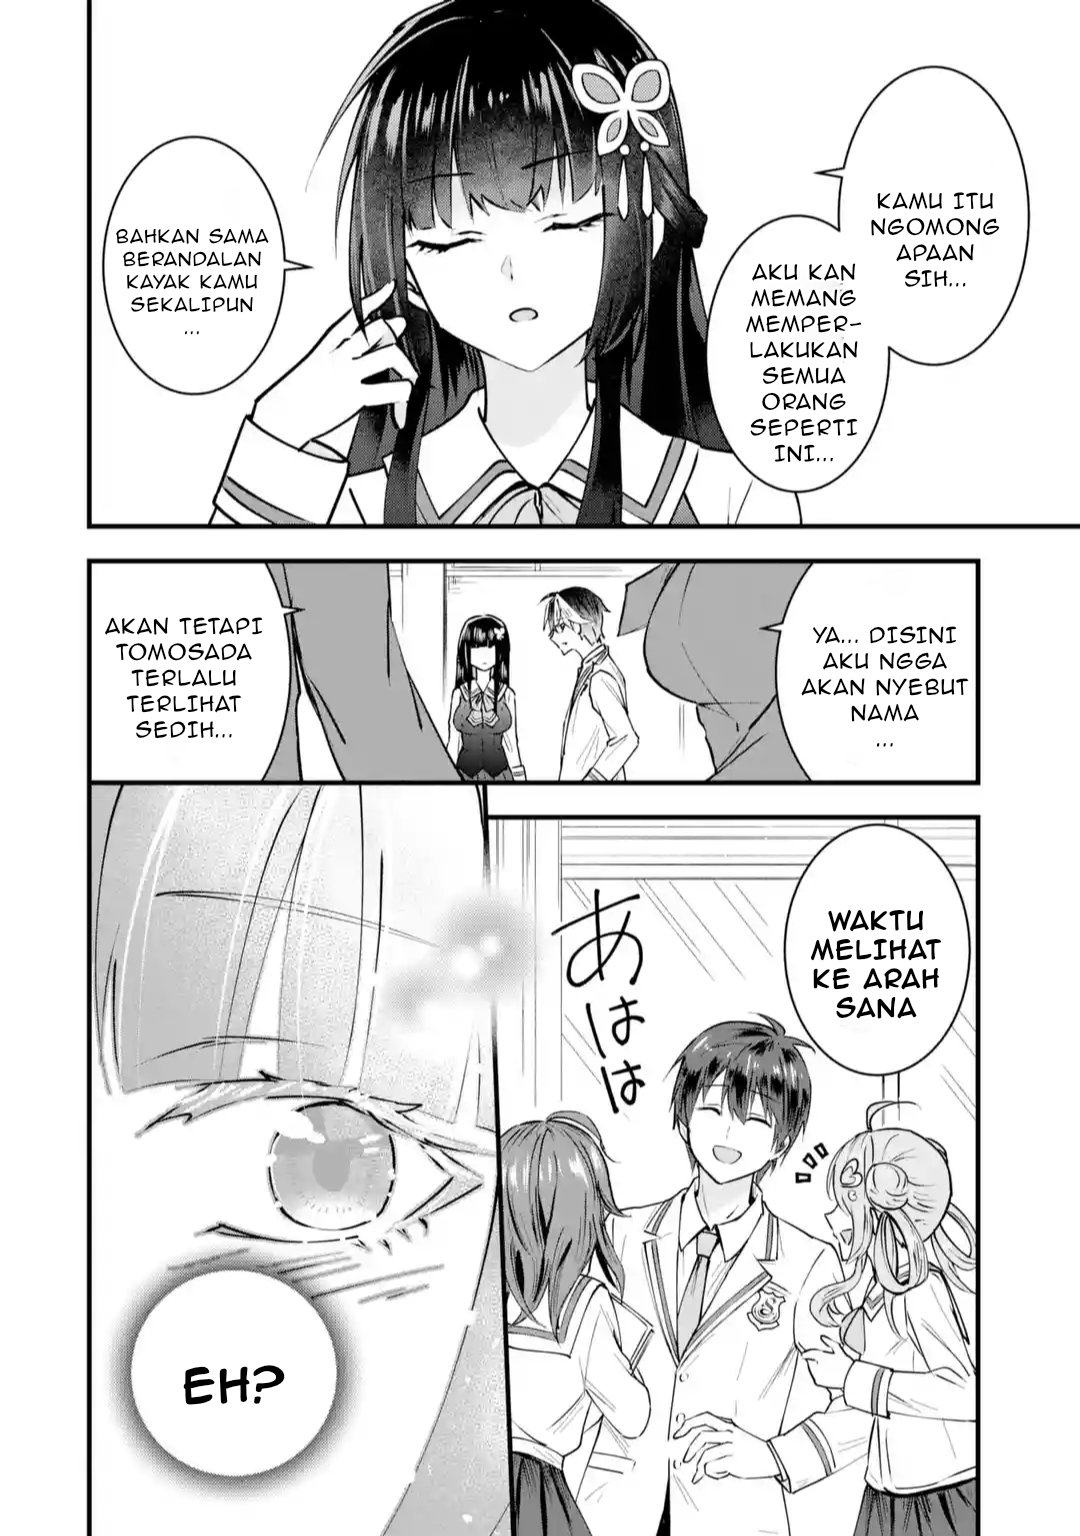 KAMU ITU
NGOMONG
APAAN
SIH...
AKU KAN
MEMANG
MEMPER-
LAKUKAN
SEMUA
ORANG
SEPERTI
INI...
BAHKAN SAMA
BERANDALAN
KAYAK KAMU
SEKALIPUN
...
YA... DISINI
AKU NGGA
AKAN NYEBUT
NAMA
...
AKAN TETAPI
TOMOSADA
TERLALU
TERLIHAT
SEDIH...
WAKTU
MELIHAT
KE ARAH
SANA
あはは
EH?